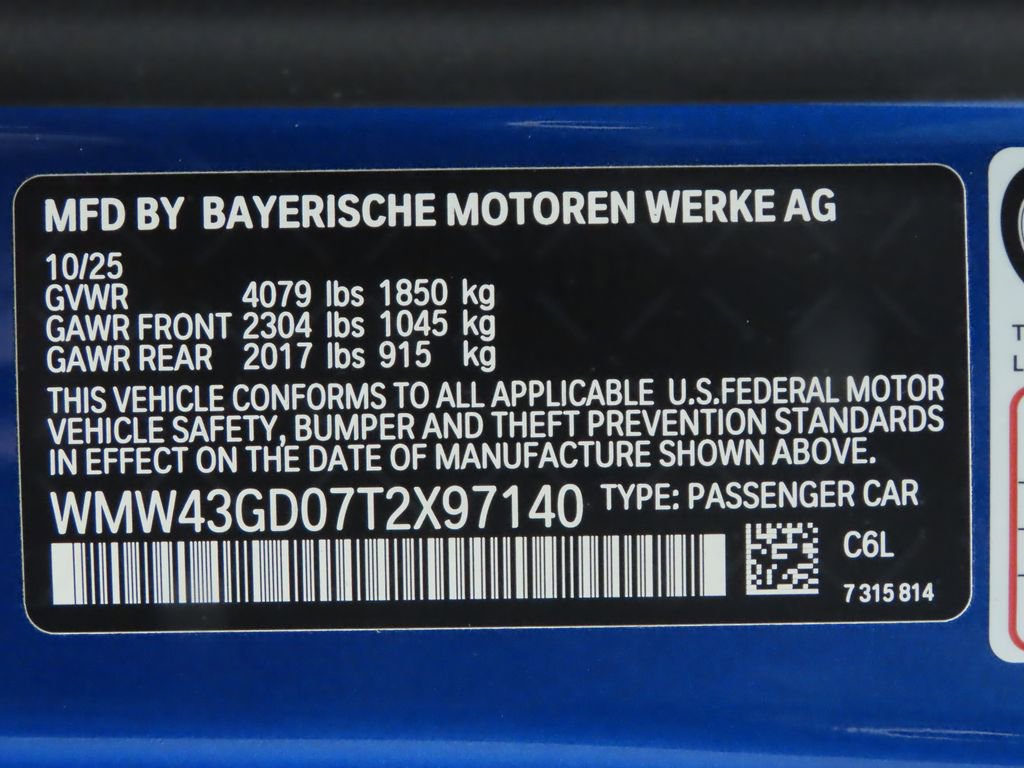 MFD BY BAYERISCHE MOTOREN WERKE AG
10/25
GVWR 4079 lbs 1850 kg
GAWR FRONT 2304 lbs 1045 kg
GAWR REAR 2017 lbs 915 kg
THIS VEHICLE CONFORMS TO ALL APPLICABLE U.S.FEDERAL MOTOR
VEHICLE SAFETY, BUMPER AND THEFT PREVENTION STANDARDS
IN EFFECT ON THE DATE OF MANUFACTURE SHOWN ABOVE.
WMW43GD07T2X97140 TYPE: PASSENGER CAR
C6L
7 315 814